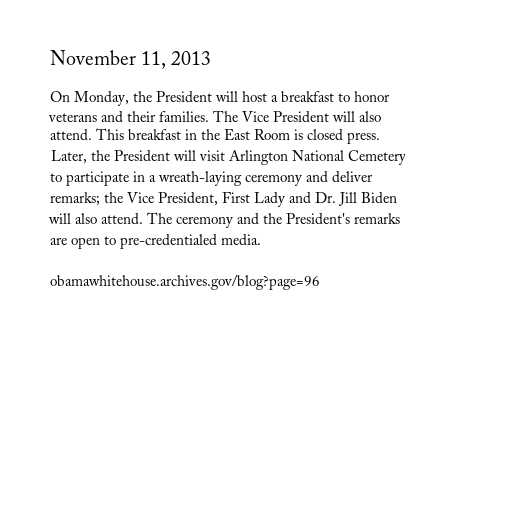 November 11, 2013
On Monday, the President will host a breakfast to honor
veterans and their families. The Vice President will also
attend. This breakfast in the East Room is closed press.
Later, the President will visit Arlington National Cemetery
to participate in a wreath-laying ceremony and deliver
remarks; the Vice President, First Lady and Dr. Jill Biden
will also attend. The ceremony and the President's remarks
are open to pre-credentialed media.
obamawhitehouse.archives.gov/blog?page=96